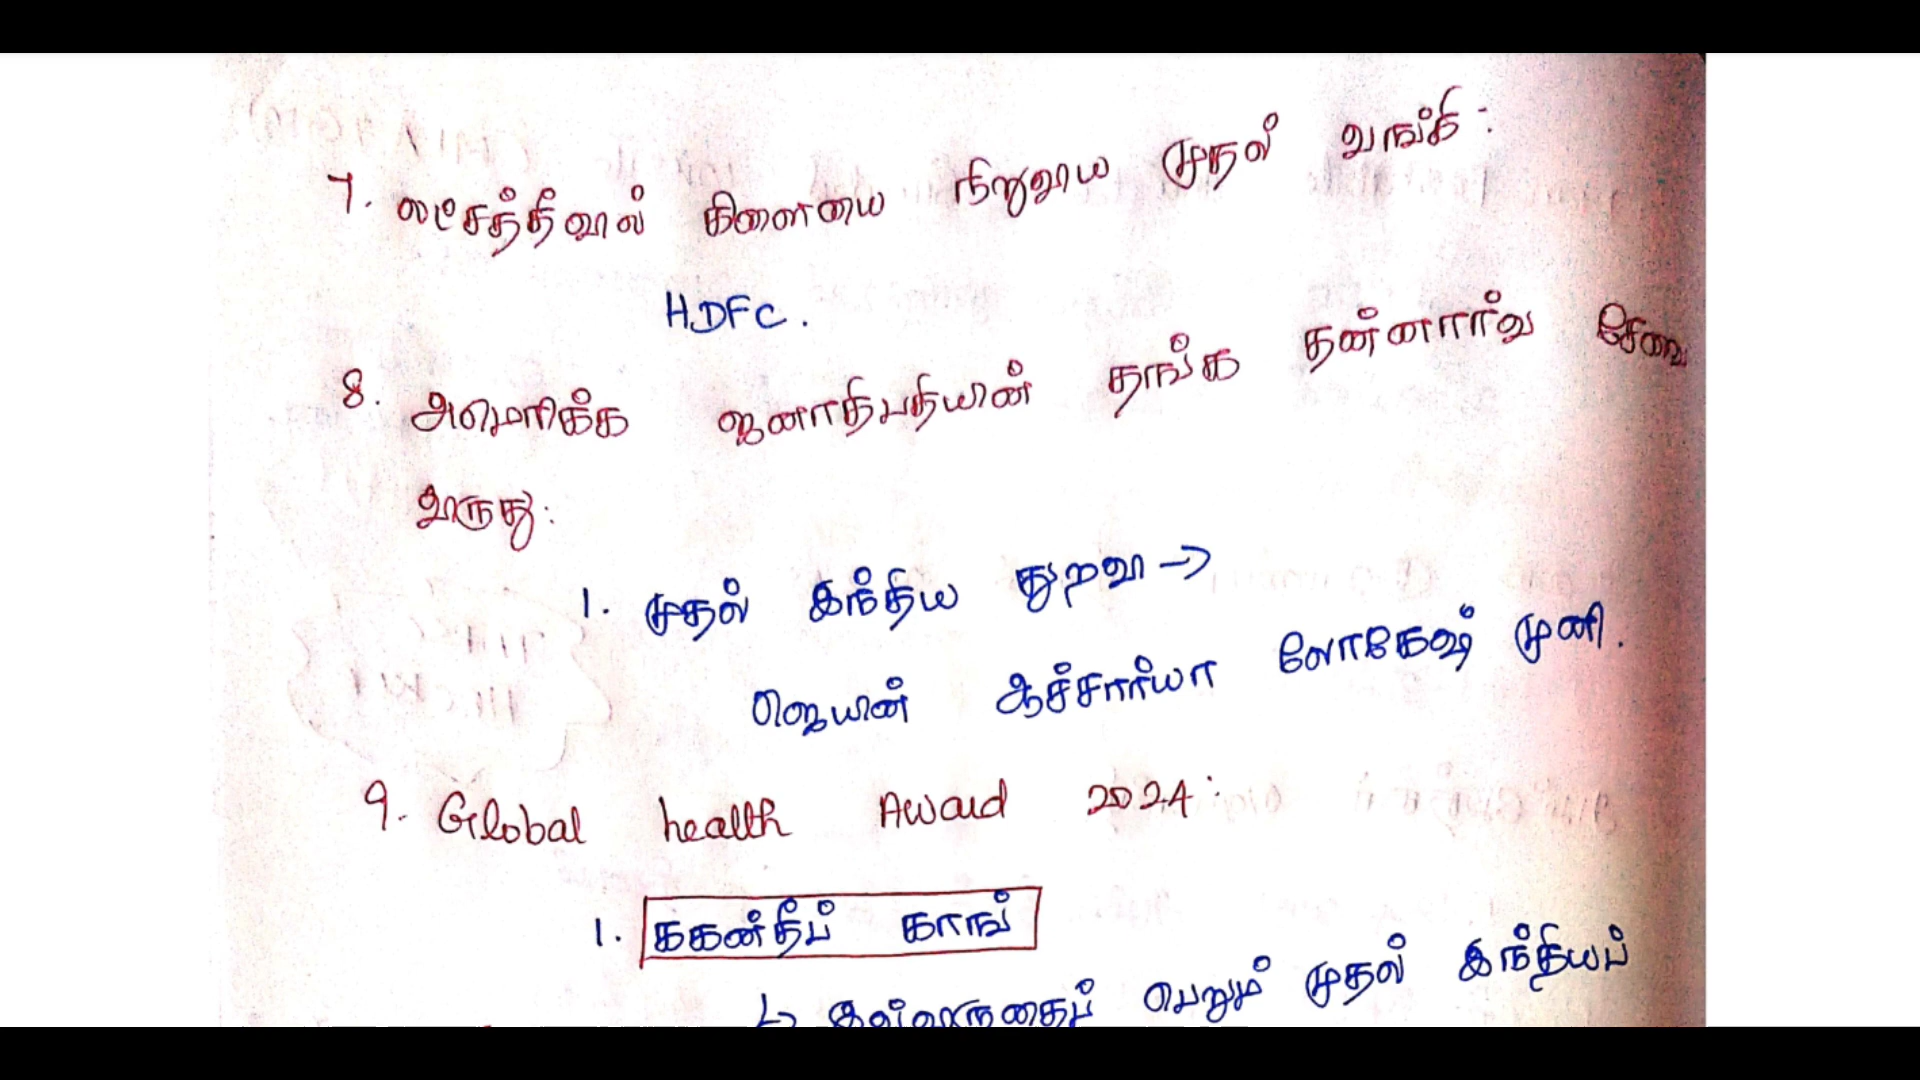 7. லட்சத்தீவில் கிளையை நிறுவிய முதல் வங்கி:
HDFC.
8. அமெரிக்க ஜனாதிபதியின் தங்க தன்னார்வ சேவை
விருது:
1. முதல் இந்திய துறவி →
ஜெயின் ஆச்சார்யா லோகேஷ் முனி.
9. Global health Award 2024:
1. ககன்தீப் காங்
↳ இவ்விருதைப் பெறும் முதல் இந்தியப்